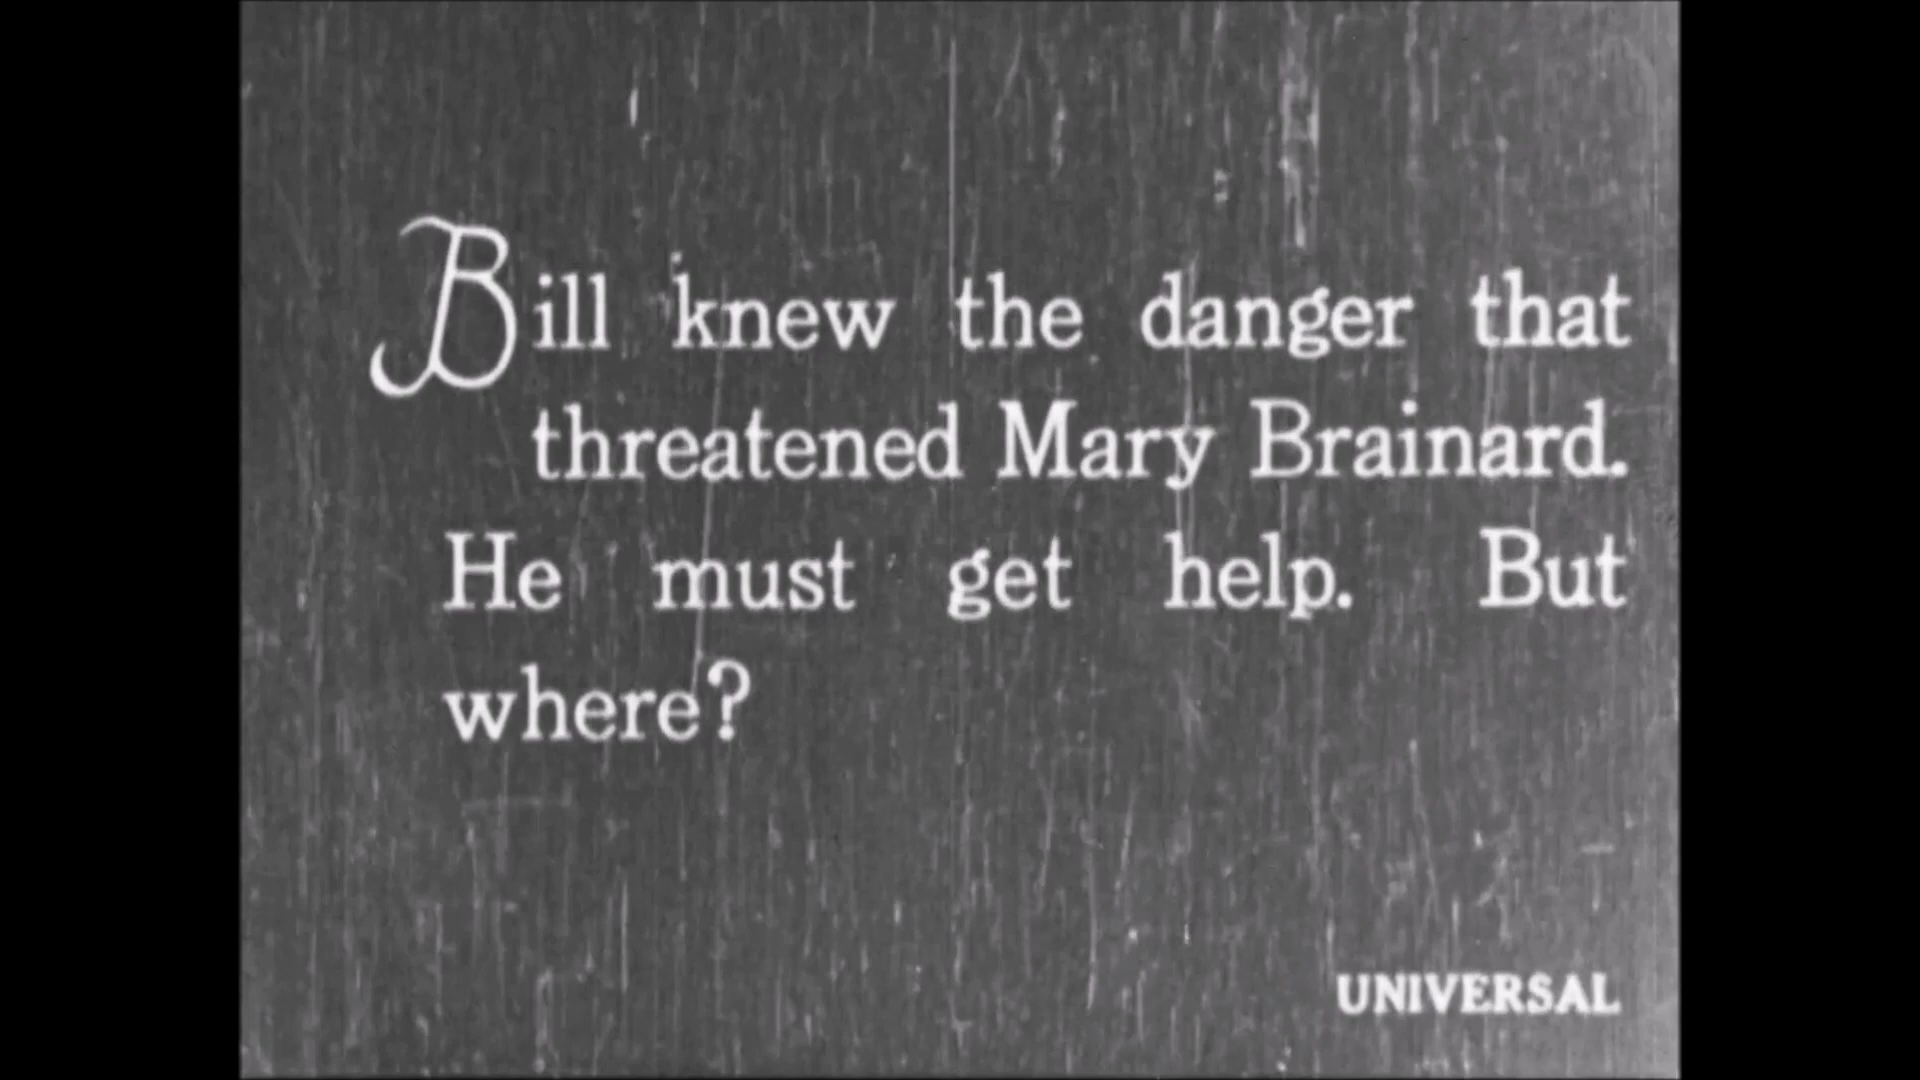 Bill knew the danger that
threatened Mary Brainard.
He must get help. But
where?
UNIVERSAL